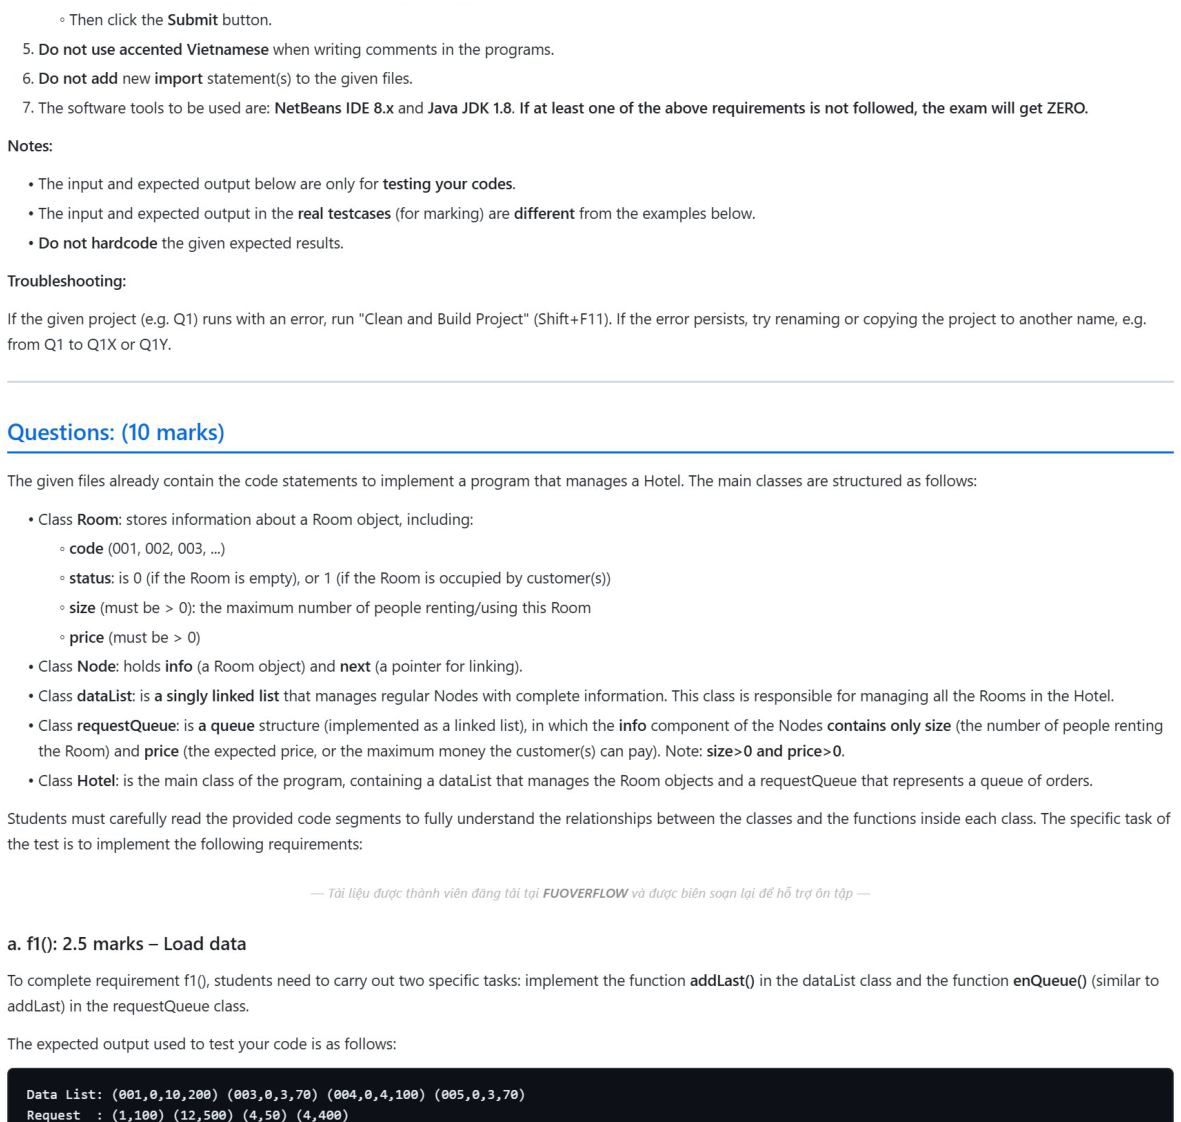 ◦ Then click the Submit button.
5. Do not use accented Vietnamese when writing comments in the programs.
6. Do not add new import statement(s) to the given files.
7. The software tools to be used are: NetBeans IDE 8.x and Java JDK 1.8. If at least one of the above requirements is not followed, the exam will get ZERO.
Notes:
• The input and expected output below are only for testing your codes.
• The input and expected output in the real testcases (for marking) are different from the examples below.
• Do not hardcode the given expected results.
Troubleshooting:
If the given project (e.g. Q1) runs with an error, run "Clean and Build Project" (Shift+F11). If the error persists, try renaming or copying the project to another name, e.g.
from Q1 to Q1X or Q1Y.
Questions: (10 marks)
The given files already contain the code statements to implement a program that manages a Hotel. The main classes are structured as follows:
• Class Room: stores information about a Room object, including:
◦ code (001, 002, 003, ...)
◦ status: is 0 (if the Room is empty), or 1 (if the Room is occupied by customer(s))
◦ size (must be > 0): the maximum number of people renting/using this Room
◦ price (must be > 0)
• Class Node: holds info (a Room object) and next (a pointer for linking).
• Class dataList: is a singly linked list that manages regular Nodes with complete information. This class is responsible for managing all the Rooms in the Hotel.
• Class requestQueue: is a queue structure (implemented as a linked list), in which the info component of the Nodes contains only size (the number of people renting
the Room) and price (the expected price, or the maximum money the customer(s) can pay). Note: size>0 and price>0.
• Class Hotel: is the main class of the program, containing a dataList that manages the Room objects and a requestQueue that represents a queue of orders.
Students must carefully read the provided code segments to fully understand the relationships between the classes and the functions inside each class. The specific task of
the test is to implement the following requirements:
— Tài liệu được thành viên đăng tải tại FUOVERFLOW và được biên soạn lại để hỗ trợ ôn tập —
a. f1(): 2.5 marks – Load data
To complete requirement f1(), students need to carry out two specific tasks: implement the function addLast() in the dataList class and the function enQueue() (similar to
addLast) in the requestQueue class.
The expected output used to test your code is as follows:
Data List: (001,0,10,200) (003,0,3,70) (004,0,4,100) (005,0,3,70)
Request  : (1,100) (12,500) (4,50) (4,400)